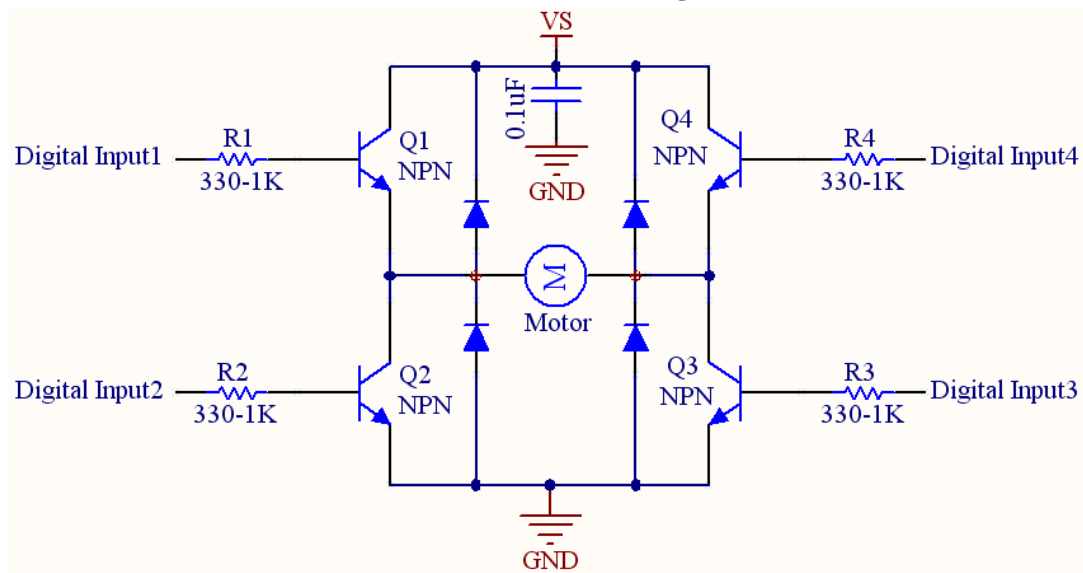 VS
0.1uF
GND
Digital Input1
R1
330-1K
Q1
NPN
Q4
NPN
R4
330-1K
Digital Input4
M
Motor
Digital Input2
R2
330-1K
Q2
NPN
Q3
NPN
R3
330-1K
Digital Input3
GND